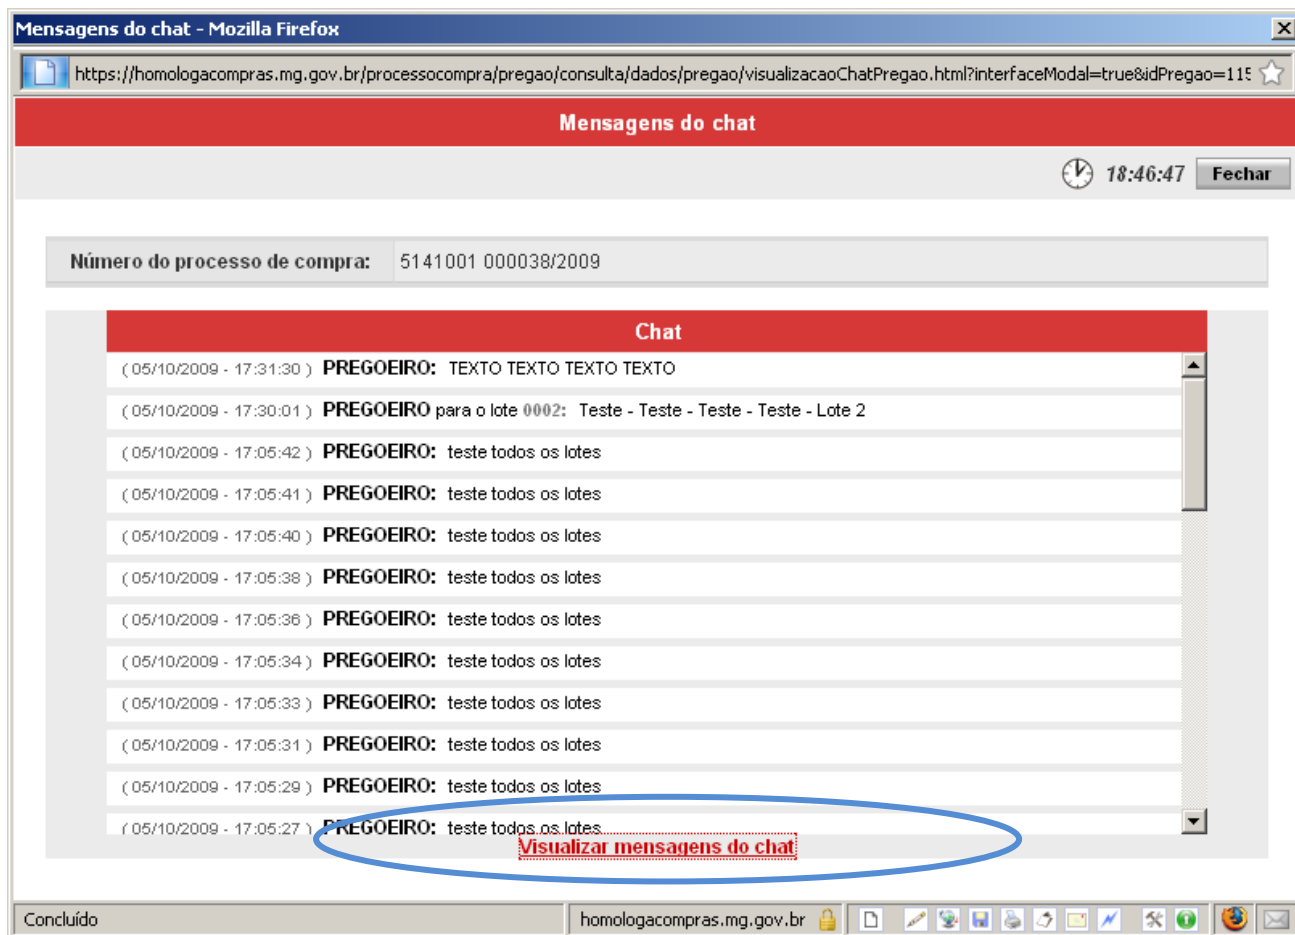 Mensagens do chat - Mozilla Firefox
https://homologacompras.mg.gov.br/processocompra/pregao/consulta/dados/pregao/visualizacaoChatPregao.html?interfaceModal=true&idPregao=115
Mensagens do chat
18:46:47 Fechar
Número do processo de compra: 5141001 000038/2009
Chat
( 05/10/2009 - 17:31:30 ) PREGOEIRO: TEXTO TEXTO TEXTO TEXTO
( 05/10/2009 - 17:30:01 ) PREGOEIRO para o lote 0002: Teste - Teste - Teste - Teste - Lote 2
( 05/10/2009 - 17:05:42 ) PREGOEIRO: teste todos os lotes
( 05/10/2009 - 17:05:41 ) PREGOEIRO: teste todos os lotes
( 05/10/2009 - 17:05:40 ) PREGOEIRO: teste todos os lotes
( 05/10/2009 - 17:05:38 ) PREGOEIRO: teste todos os lotes
( 05/10/2009 - 17:05:36 ) PREGOEIRO: teste todos os lotes
( 05/10/2009 - 17:05:34 ) PREGOEIRO: teste todos os lotes
( 05/10/2009 - 17:05:33 ) PREGOEIRO: teste todos os lotes
( 05/10/2009 - 17:05:31 ) PREGOEIRO: teste todos os lotes
( 05/10/2009 - 17:05:29 ) PREGOEIRO: teste todos os lotes
( 05/10/2009 - 17:05:27 ) PREGOEIRO: teste todos os lotes
Visualizar mensagens do chat
Concluído homologacompras.mg.gov.br